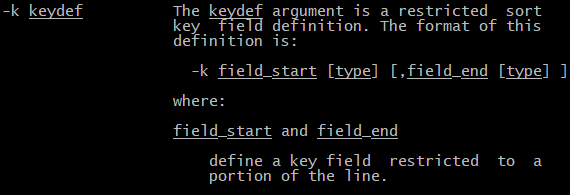 -k keydef The keydef argument is a restricted sort
key field definition. The format of this
definition is:
-k field_start [type] [,field_end [type] ]
where:
field_start and field_end
define a key field restricted to a
portion of the line.